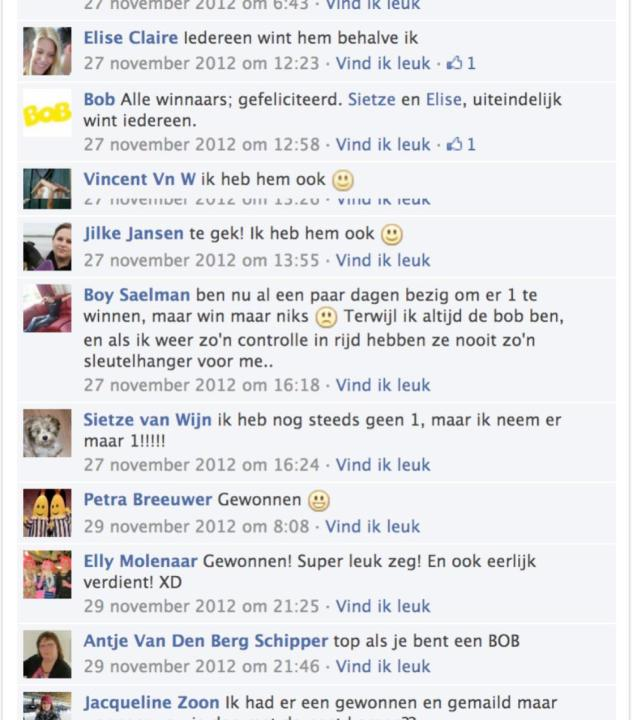 27 november 2012 om 6:43 · Vind ik leuk
Elise Claire Iedereen wint hem behalve ik
27 november 2012 om 12:23 · Vind ik leuk · 1
BOB
Bob Alle winnaars; gefeliciteerd. Sietze en Elise, uiteindelijk
wint iedereen.
27 november 2012 om 12:58 · Vind ik leuk · 1
Vincent Vn W ik heb hem ook
27 november 2012 om 13:20 · Vind ik leuk
Jilke Jansen te gek! Ik heb hem ook
27 november 2012 om 13:55 · Vind ik leuk
Boy Saelman ben nu al een paar dagen bezig om er 1 te
winnen, maar win maar niks Terwijl ik altijd de bob ben,
en als ik weer zo'n controlle in rijd hebben ze nooit zo'n
sleutelhanger voor me..
27 november 2012 om 16:18 · Vind ik leuk
Sietze van Wijn ik heb nog steeds geen 1, maar ik neem er
maar 1!!!!!
27 november 2012 om 16:24 · Vind ik leuk
Petra Breeuwer Gewonnen
29 november 2012 om 8:08 · Vind ik leuk
Elly Molenaar Gewonnen! Super leuk zeg! En ook eerlijk
verdient! XD
29 november 2012 om 21:25 · Vind ik leuk
Antje Van Den Berg Schipper top als je bent een BOB
29 november 2012 om 21:46 · Vind ik leuk
Jacqueline Zoon Ik had er een gewonnen en gemaild maar